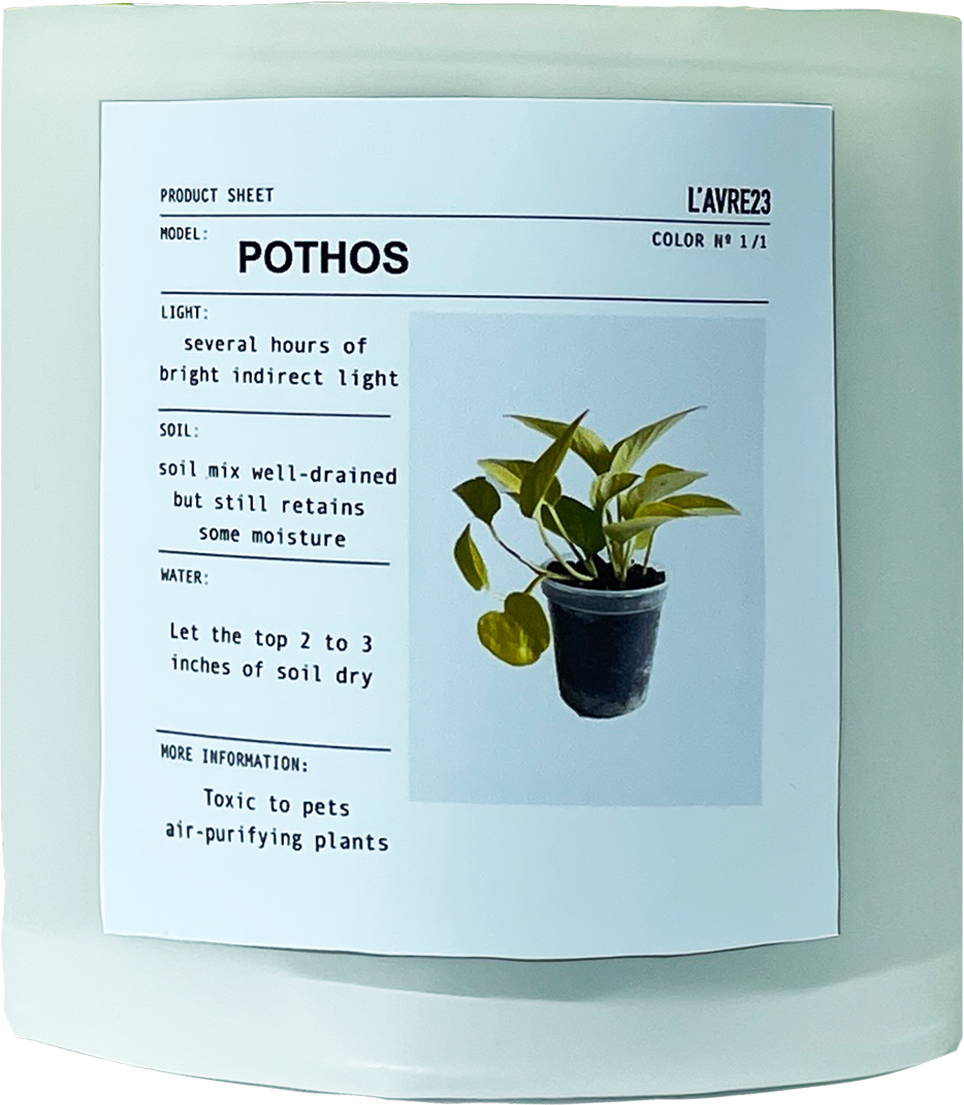 PRODUCT SHEET
L'AVRE23
MODEL:
POTHOS
COLOR Nº 1/1
LIGHT:
several hours of
bright indirect light
SOIL:
soil mix well-drained
but still retains
some moisture
WATER:
Let the top 2 to 3
inches of soil dry
MORE INFORMATION:
Toxic to pets
air-purifying plants